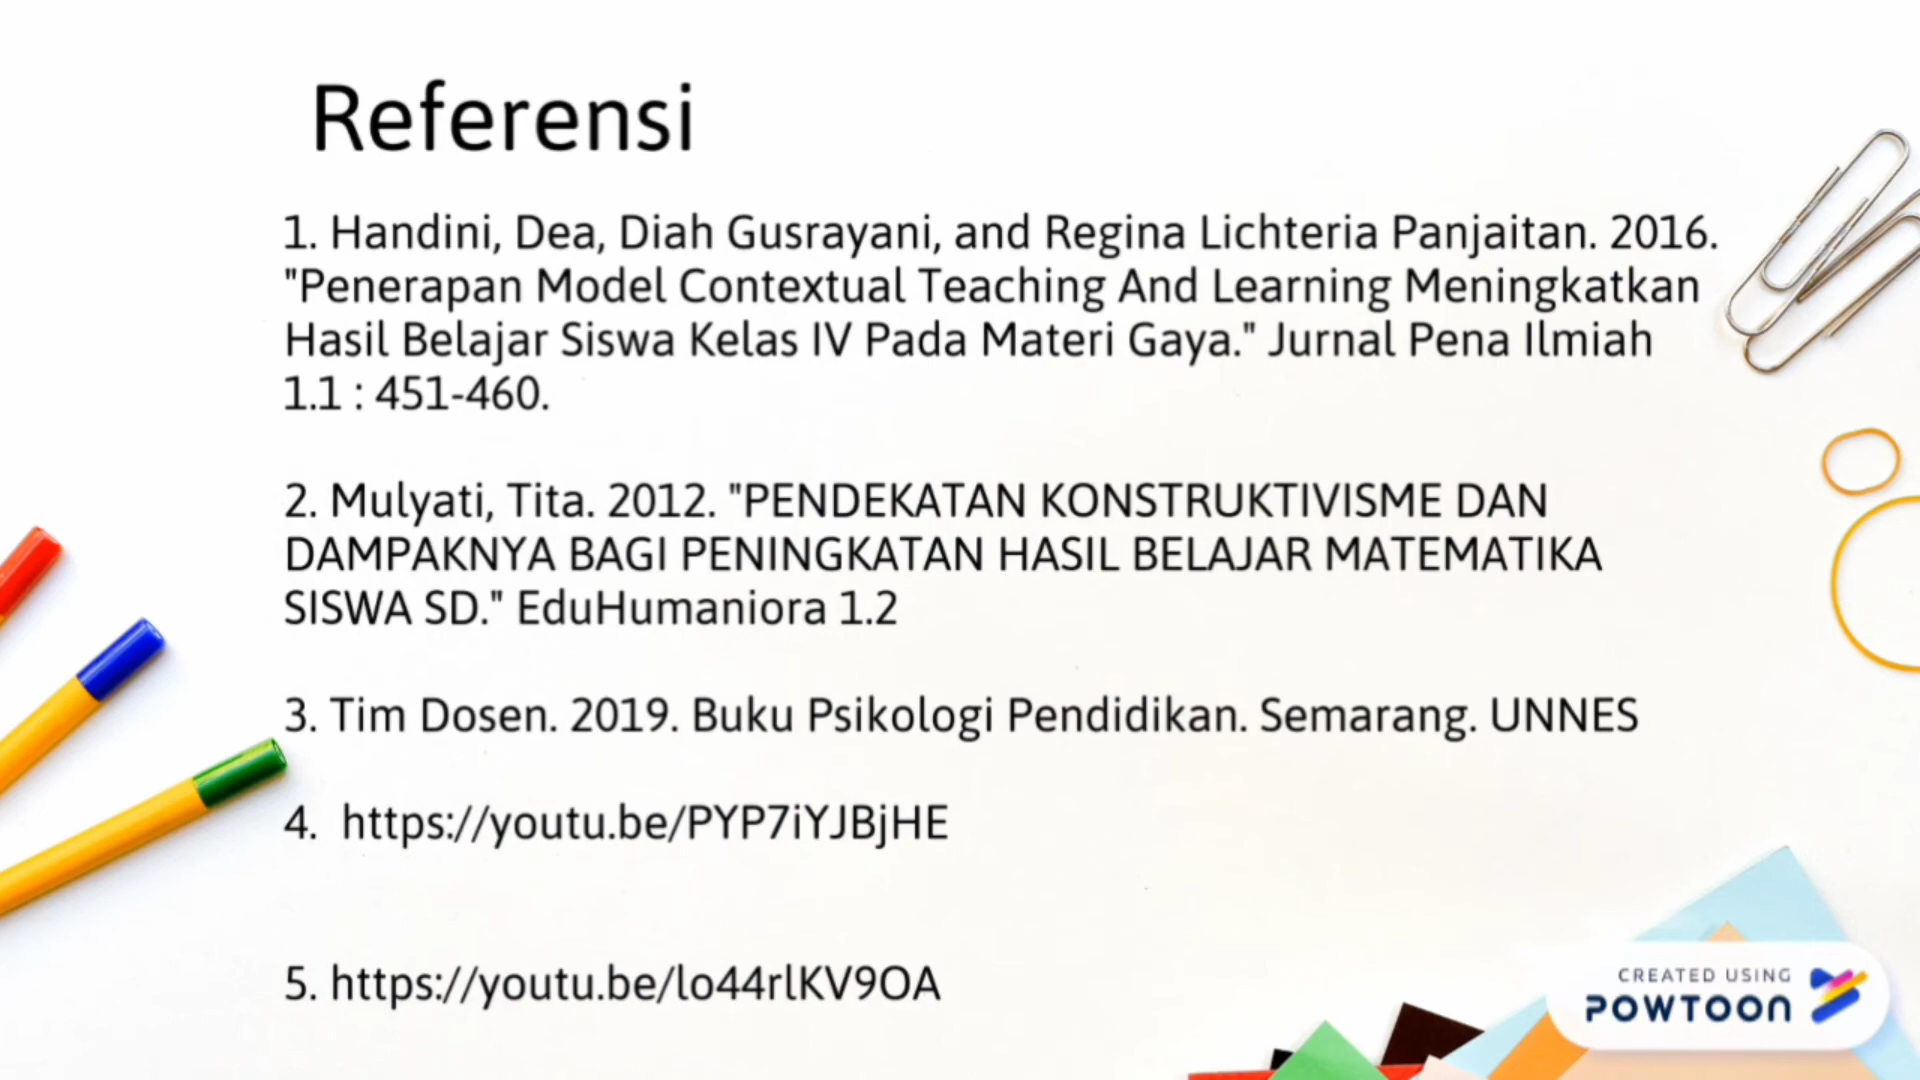 Referensi
1. Handini, Dea, Diah Gusrayani, and Regina Lichteria Panjaitan. 2016.
"Penerapan Model Contextual Teaching And Learning Meningkatkan
Hasil Belajar Siswa Kelas IV Pada Materi Gaya." Jurnal Pena Ilmiah
1.1 : 451-460.
2. Mulyati, Tita. 2012. "PENDEKATAN KONSTRUKTIVISME DAN
DAMPAKNYA BAGI PENINGKATAN HASIL BELAJAR MATEMATIKA
SISWA SD." EduHumaniora 1.2
3. Tim Dosen. 2019. Buku Psikologi Pendidikan. Semarang. UNNES
4. https://youtu.be/PYP7iYJBjHE
5. https://youtu.be/lo44rlKV9OA
CREATED USING
POWTOON